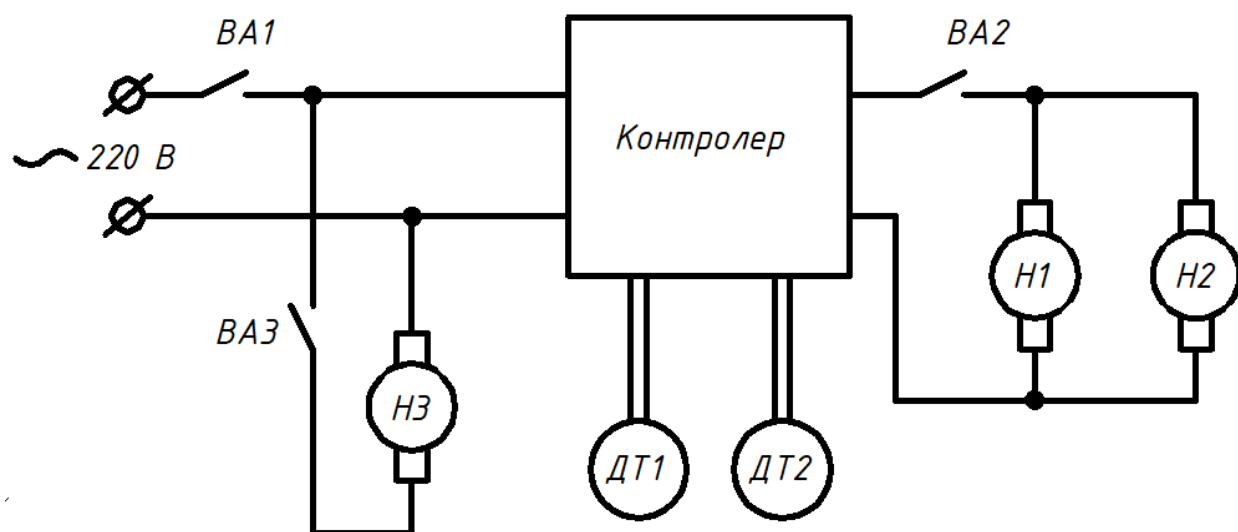 ВА1
ВА2
Контролер
~ 220 В
Н1
Н2
ВА3
Н3
ДТ1
ДТ2